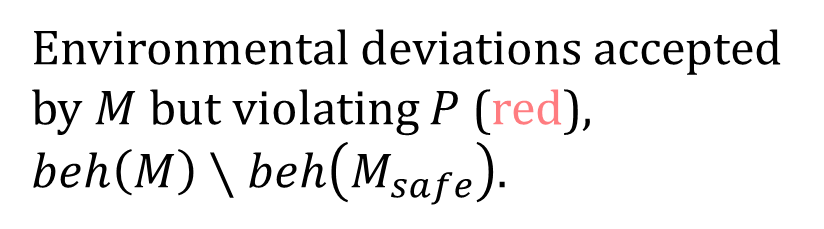 Environmental deviations accepted
by M but violating P (red),
beh(M) \ beh(M_safe).